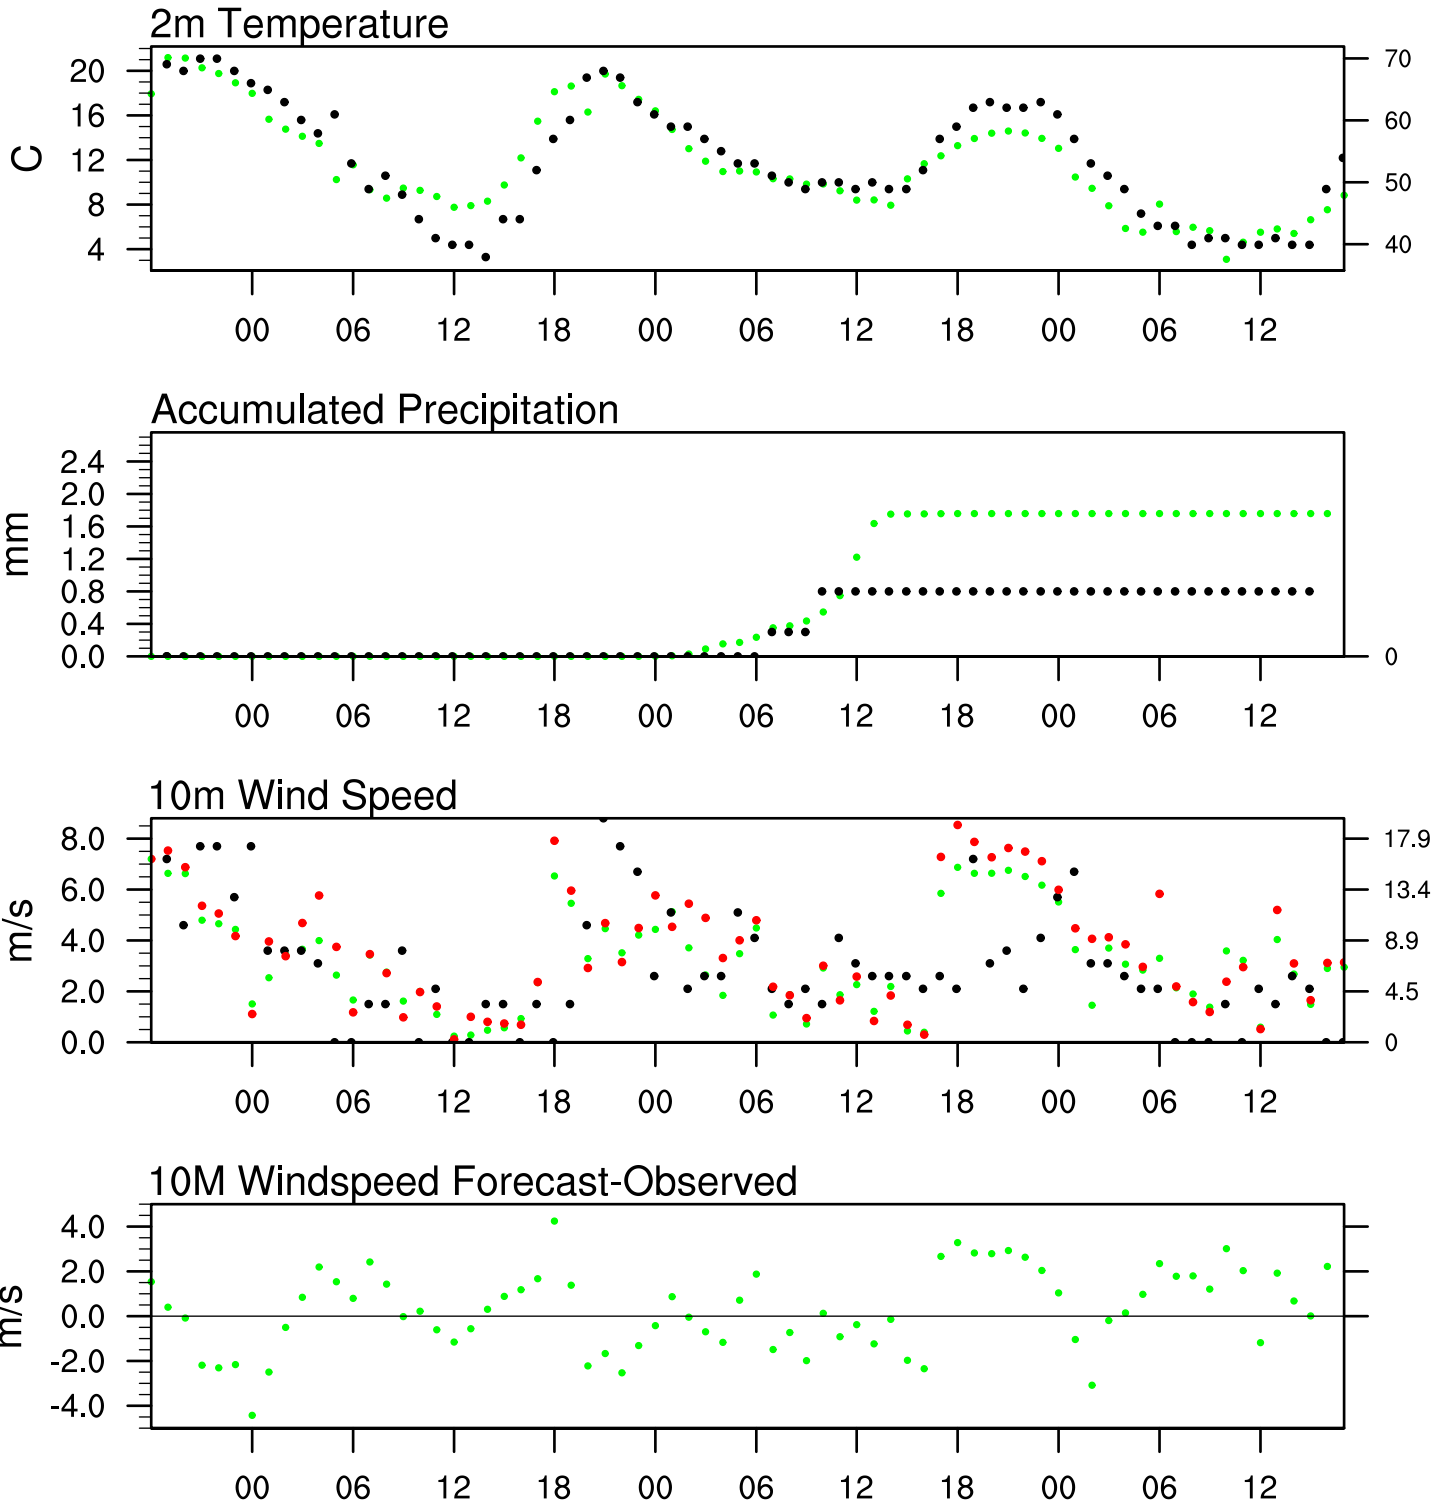 2m Temperature
20 70
16 60
C
12 50
8
4 40
00 06 12 18 00 06 12 18 00 06 12
Accumulated Precipitation
2.4
2.0
1.6
mm
1.2
0.8
0.4
0.0 0
00 06 12 18 00 06 12 18 00 06 12
10m Wind Speed
8.0 17.9
6.0 13.4
m/s
4.0 8.9
2.0 4.5
0.0 0
00 06 12 18 00 06 12 18 00 06 12
10M Windspeed Forecast-Observed
4.0
2.0
m/s
0.0
-2.0
-4.0
00 06 12 18 00 06 12 18 00 06 12